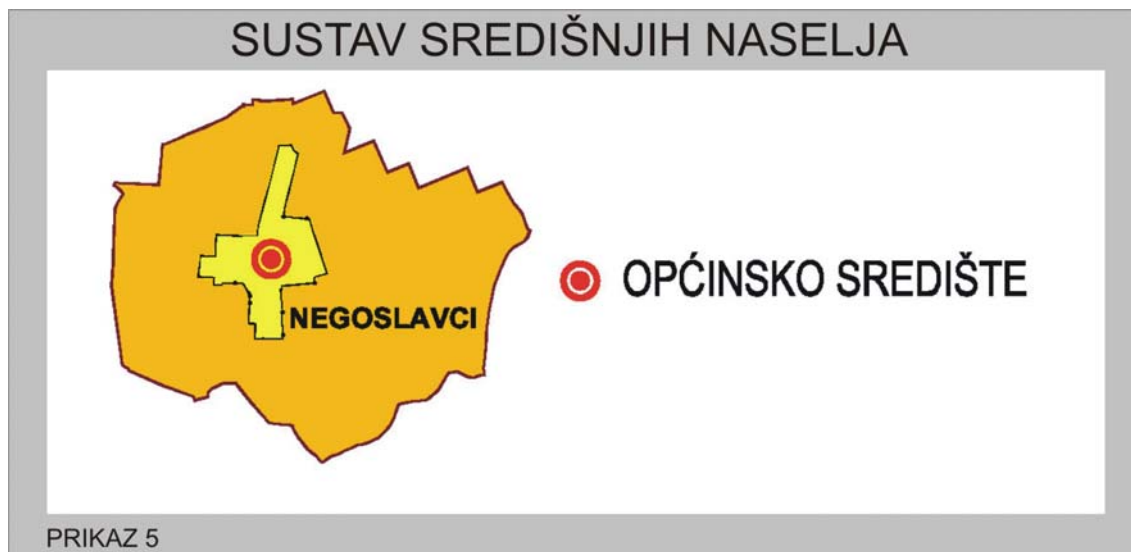 SUSTAV SREDIŠNJIH NASELJA
NEGOSLAVCI
OPĆINSKO SREDIŠTE
PRIKAZ 5